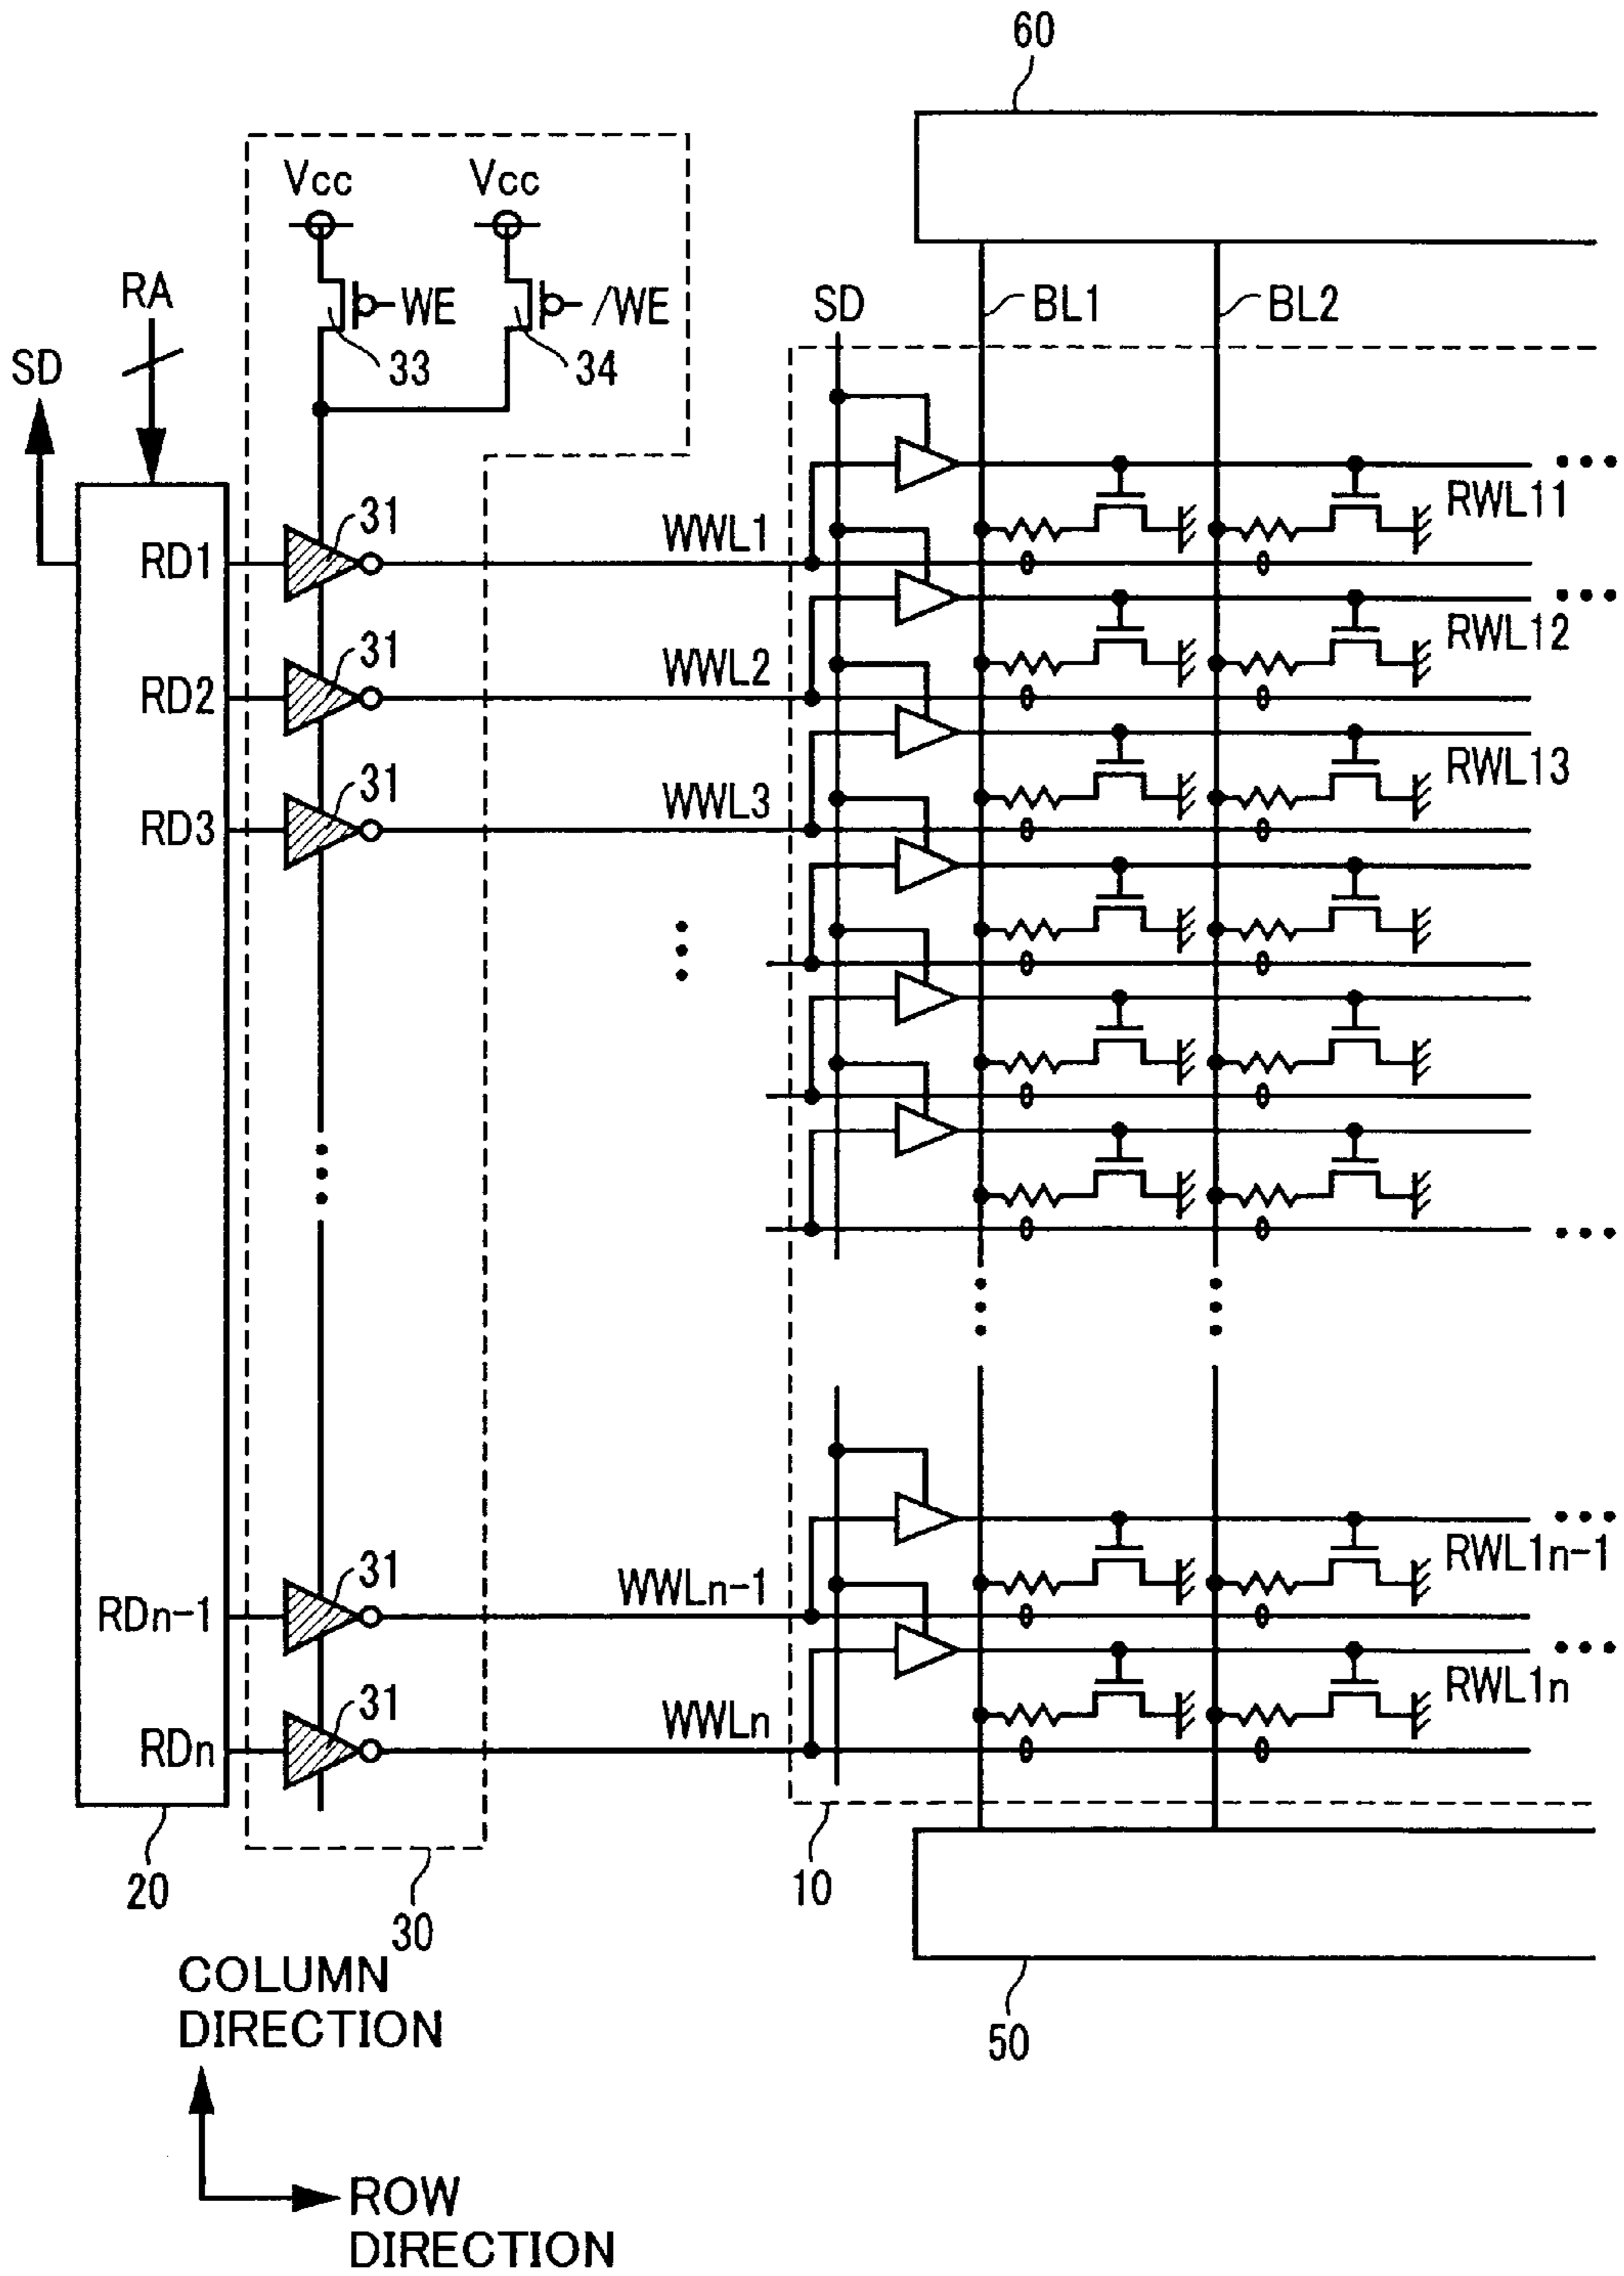 60
Vcc Vcc
RA
WE /WE
SD BL1 BL2
SD 33 34
RWL11
31
RD1 WWL1
RWL12
31
RD2 WWL2
RWL13
31
RD3 WWL3
RWL1n-1
31
RDn-1 WWLn-1
RWL1n
31
RDn WWLn
20 30 10
COLUMN
DIRECTION
50
ROW
DIRECTION